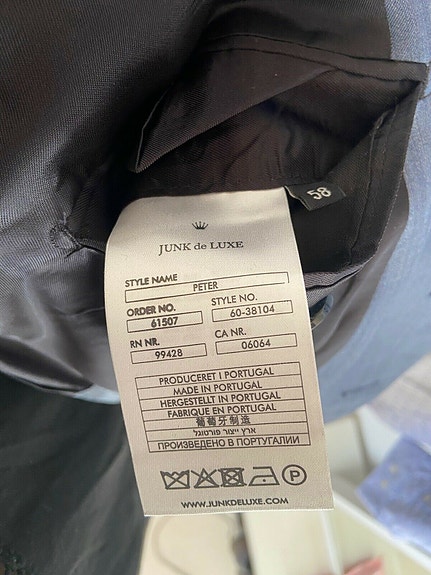 58
JUNK de LUXE
STYLE NAME
PETER
ORDER NO. STYLE NO.
61507 60-38104
RN NR. CA NR.
99428 06064
PRODUCERET I PORTUGAL
MADE IN PORTUGAL
HERGESTELLT IN PORTUGAL
FABRIQUE EN PORTUGAL
葡萄牙制造
ארץ ייצור פורטוגל
ПРОИЗВЕДЕНО В ПОРТУГАЛИИ
P
WWW.JUNKDELUXE.COM